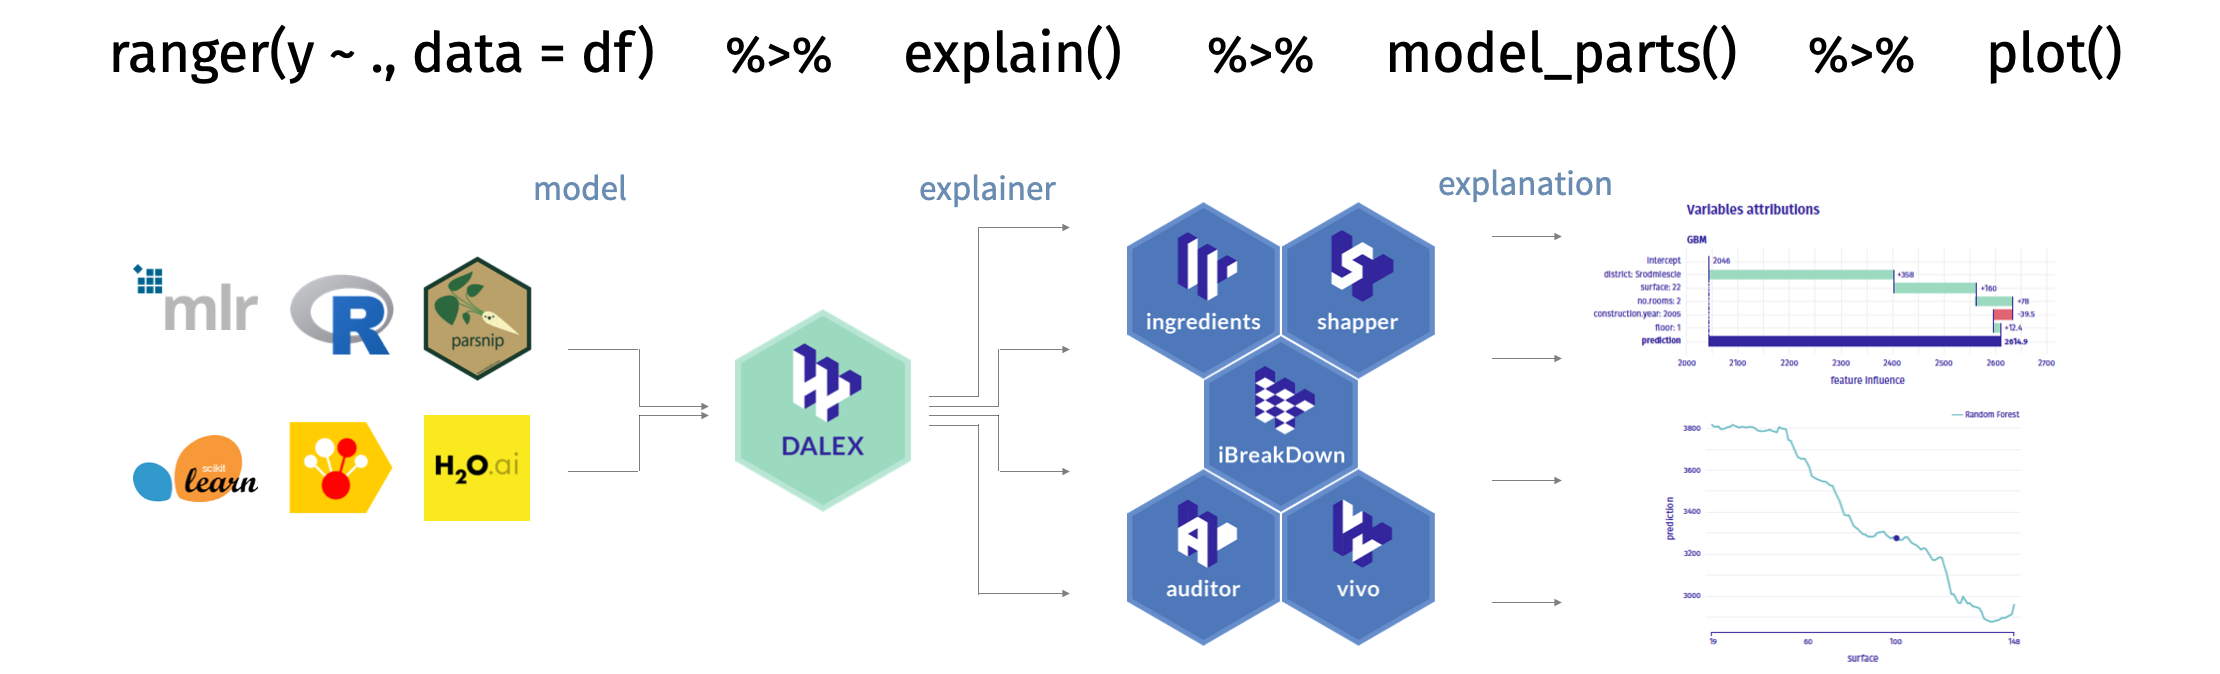 ranger(y ~ ., data = df) %>% explain() %>% model_parts() %>% plot()
model
explainer
explanation
mlr
R
parsnip
scikit
learn
H2O.ai
DALEX
ingredients
shapper
iBreakDown
auditor
vivo
Variables attributions
GBM
Intercept
2046
district: Srodmiescie
+358
surface: 22
+160
no.rooms: 2
+78
construction.year: 2005
-39.5
floor: 1
+12.4
prediction
2614.9
2000 2100 2200 2300 2400 2500 2600 2700
feature influence
Random Forest
3800
3600
3400
3200
3000
prediction
19 60 100 148
surface